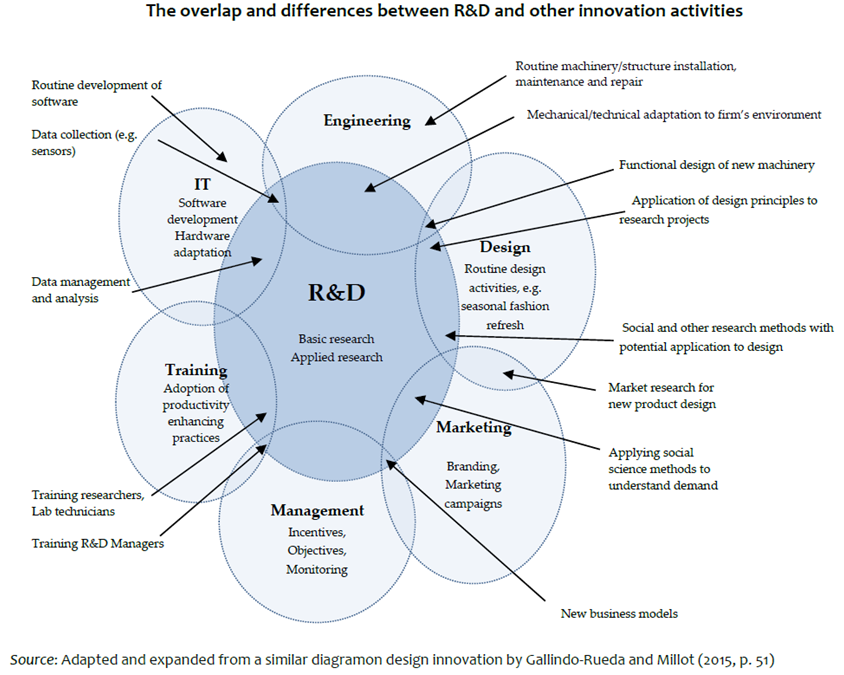 The overlap and differences between R&D and other innovation activities
Routine machinery/structure installation,
maintenance and repair
Routine development of
software
Engineering
Mechanical/technical adaptation to firm's environment
Data collection (e.g.
sensors)
Functional design of new machinery
IT
Software
development
Hardware
adaptation
Application of design principles to
research projects
Design
Routine design
activities, e.g.
seasonal fashion
refresh
Data management
and analysis
R&D
Basic research
Applied research
Social and other research methods with
potential application to design
Training
Adoption of
productivity
enhancing
practices
Market research for
new product design
Marketing
Branding,
Marketing
campaigns
Applying social
science methods to
understand demand
Training researchers,
Lab technicians
Management
Incentives,
Objectives,
Monitoring
Training R&D Managers
New business models
Source: Adapted and expanded from a similar diagramon design innovation by Gallindo-Rueda and Millot (2015, p. 51)